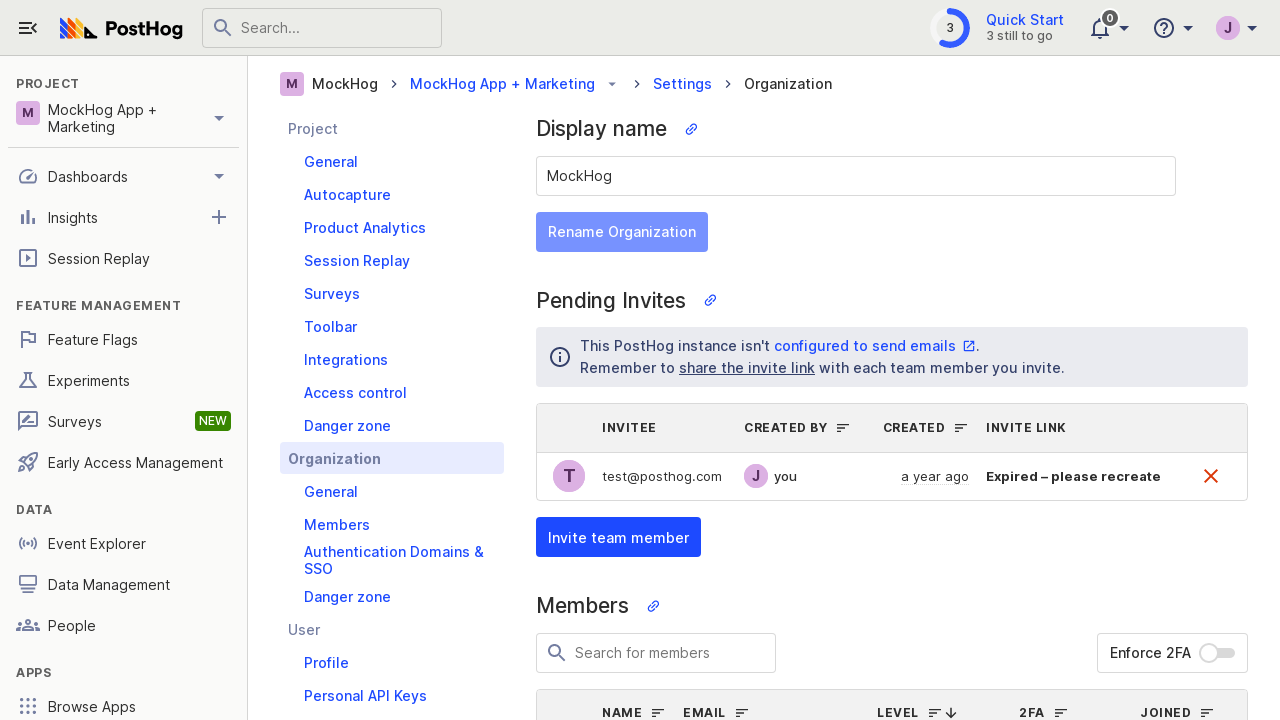 PostHog
Search...
3
Quick Start
3 still to go
0
J
PROJECT
M
MockHog App +
Marketing
Dashboards
Insights
Session Replay
FEATURE MANAGEMENT
Feature Flags
Experiments
Surveys
NEW
Early Access Management
DATA
Event Explorer
Data Management
People
APPS
Browse Apps
M MockHog
MockHog App + Marketing
Settings
Organization
Project
General
Autocapture
Product Analytics
Session Replay
Surveys
Toolbar
Integrations
Access control
Danger zone
Organization
General
Members
Authentication Domains &
SSO
Danger zone
User
Profile
Personal API Keys
Display name
MockHog
Rename Organization
Pending Invites
This PostHog instance isn't configured to send emails .
Remember to share the invite link with each team member you invite.
INVITEE CREATED BY CREATED INVITE LINK
T test@posthog.com J you a year ago Expired – please recreate
Invite team member
Members
Search for members
Enforce 2FA
NAME EMAIL LEVEL 2FA JOINED